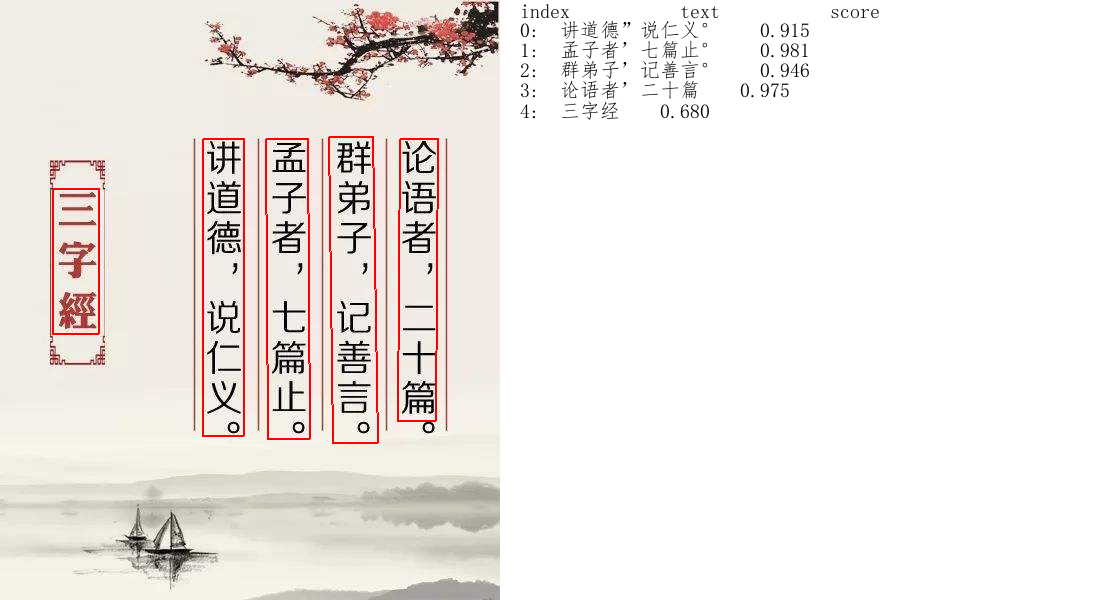 論语者，二十篇。
群弟子，记善言。
孟子者，七篇止。
讲道德，说仁义。
三字經
index text score
0: 讲道德”说仁义° 0.915
1: 孟子者’七篇止° 0.981
2: 群弟子’记善言° 0.946
3: 论语者’二十篇 0.975
4: 三字经 0.680